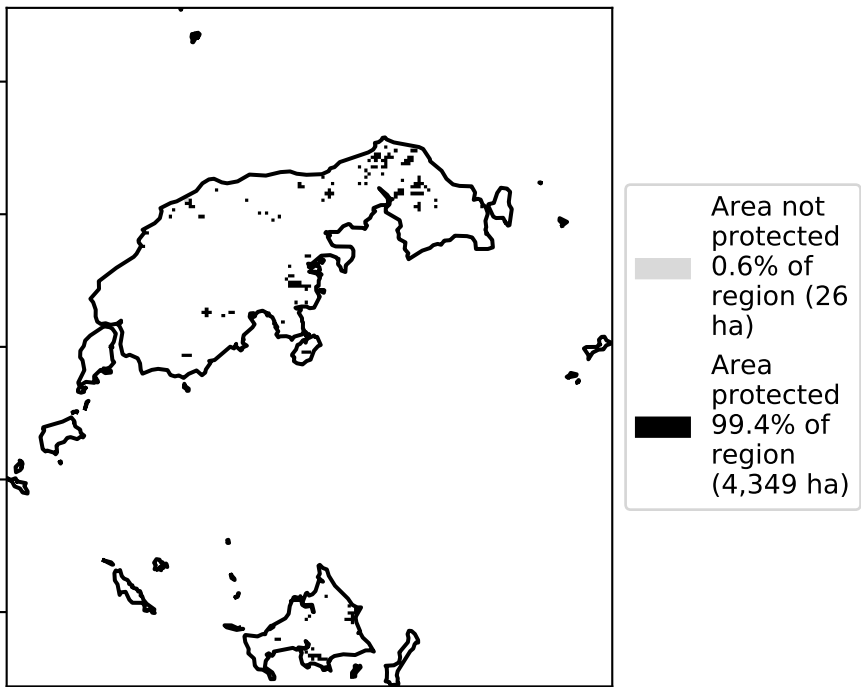 Area not
protected
0.6% of
region (26
ha)
Area
protected
99.4% of
region
(4,349 ha)